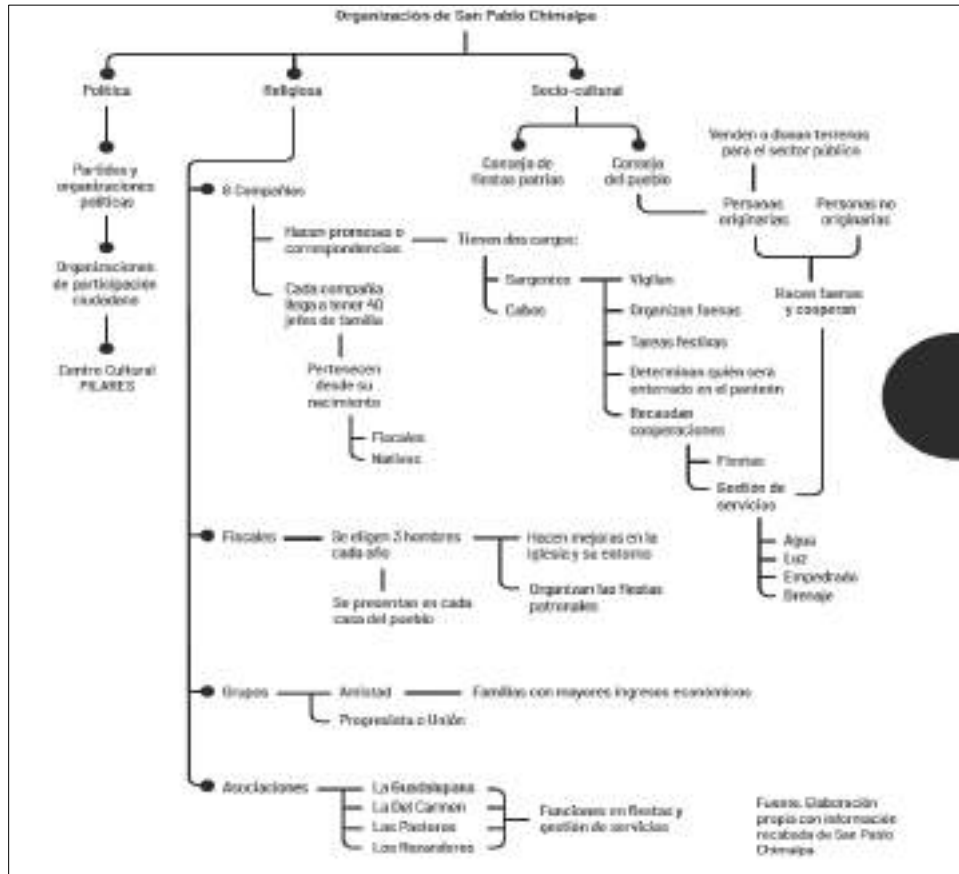 Organización de San Pablo Chimalpa
Política
Partidos y
organizaciones
políticas
Organizaciones
de participación
ciudadana
Centro Cultural
PILARES
Religiosa
8 Compañías
Hacen promesas o
correspondencias
Tienen dos cargos:
Sargentos
Cabos
Vigilan
Organizan faenas
Tareas festivas
Determinan quién será
enterrado en el panteón
Recaudan
cooperaciones
Fiestas
Gestión de
servicios
Agua
Luz
Empedrado
Drenaje
Cada compañía
llega a tener 40
jefes de familia
Pertenecen
desde su
nacimiento
Fiscales
Nativos
Fiscales
Se eligen 3 hombres
cada año
Se presentan en cada
casa del pueblo
Hacen mejoras en la
iglesia y su entorno
Organizan las fiestas
patronales
Grupos
Amistad
Familias con mayores ingresos económicos
Progresista o Unión
Asociaciones
La Guadalupana
La Del Carmen
Los Pastores
Los Rosanderos
Funciones en fiestas y
gestión de servicios
Socio-cultural
Consejo de
fiestas patrias
Consejo
del pueblo
Venden o donan terrenos
para el sector público
Personas
originarias
Personas no
originarias
Hacen faenas
y cooperan
Fuente. Elaboración
propia con información
recabada de San Pablo
Chimalpa